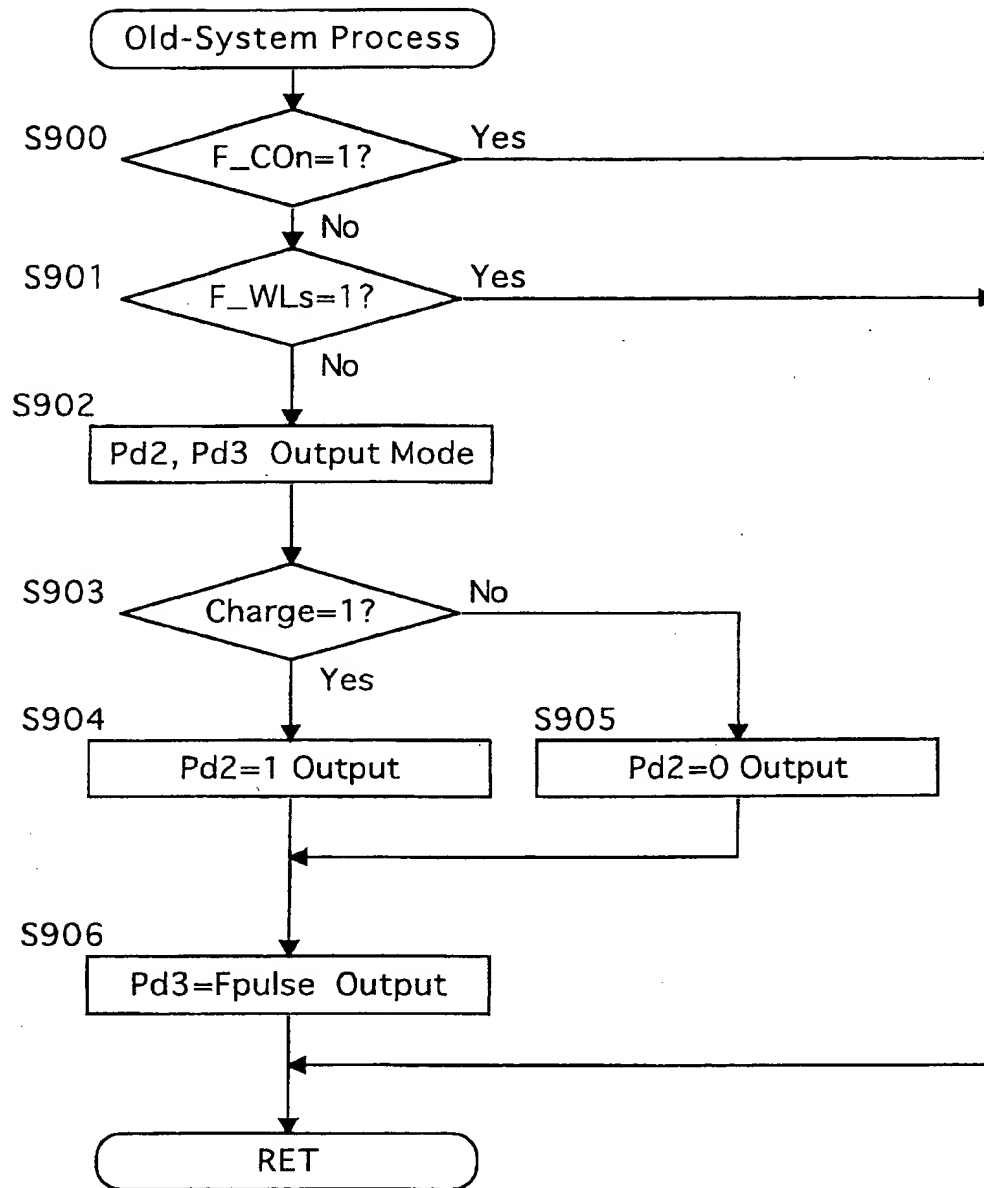 Old-System Process
S900
F_COn=1?
Yes
No
S901
F_WLs=1?
Yes
No
S902
Pd2, Pd3 Output Mode
S903
Charge=1?
No
Yes
S904
Pd2=1 Output
S905
Pd2=0 Output
S906
Pd3=Fpulse Output
RET